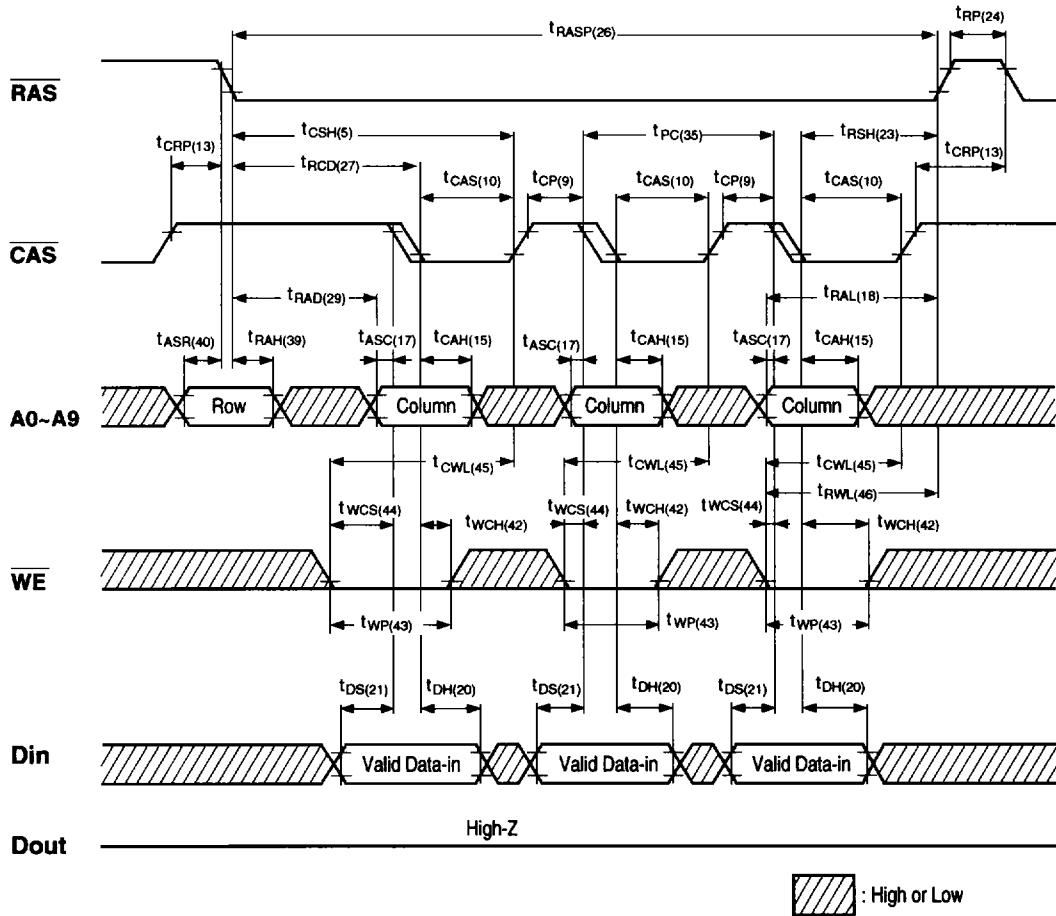 tRP(24)
tRASP(26)
RAS
tCSH(5) tPC(35) tRSH(23)
tCRP(13) tRCD(27) tCRP(13)
tCAS(10) tCP(9) tCAS(10) tCP(9) tCAS(10)
CAS
tRAD(29) tRAL(18)
tASR(40) tRAH(39) tASC(17) tCAH(15) tASC(17) tCAH(15) tASC(17) tCAH(15)
A0~A9 Row Column Column Column
tCWL(45) tCWL(45) tCWL(45)
tRWL(46)
tWCS(44) tWCH(42) tWCS(44) tWCH(42) tWCS(44) tWCH(42)
WE
tWP(43) tWP(43) tWP(43)
tDS(21) tDH(20) tDS(21) tDH(20) tDS(21) tDH(20)
Din Valid Data-in Valid Data-in Valid Data-in
High-Z
Dout
: High or Low